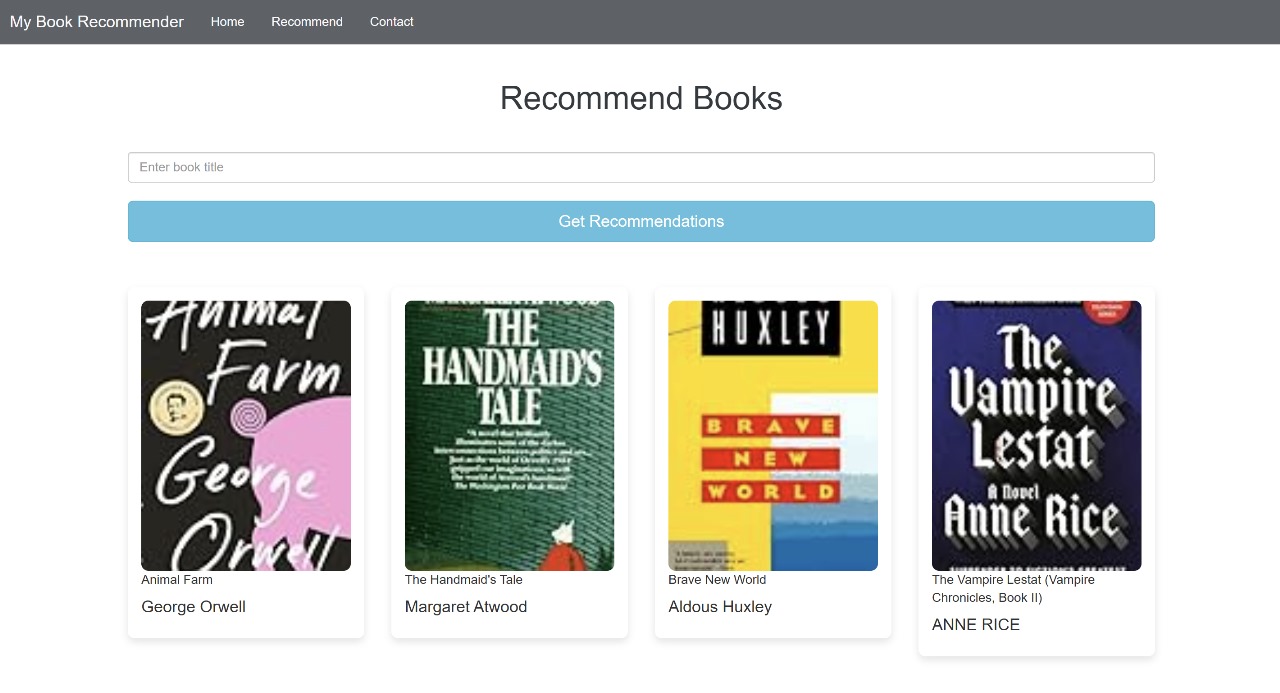 My Book Recommender Home Recommend Contact
Recommend Books
Enter book title
Get Recommendations
Animal
Farm
George
Orwell
Animal Farm
George Orwell
THE
HANDMAID'S
TALE
The Handmaid's Tale
Margaret Atwood
HUXLEY
BRAVE
NEW
WORLD
Brave New World
Aldous Huxley
The
Vampire
Lestat
A Novel
Anne Rice
The Vampire Lestat (Vampire
Chronicles, Book II)
ANNE RICE